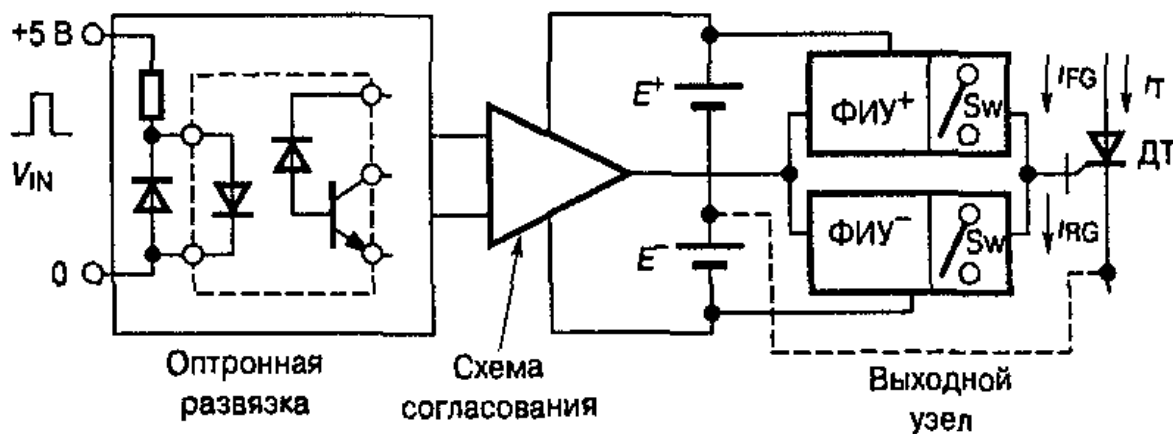 +5 В
V_IN
0
Оптронная
развязка
Схема
согласования
E+
E−
ФИУ+
Sw
ФИУ−
Sw
I_FG
I_T
ДТ
I_RG
Выходной
узел